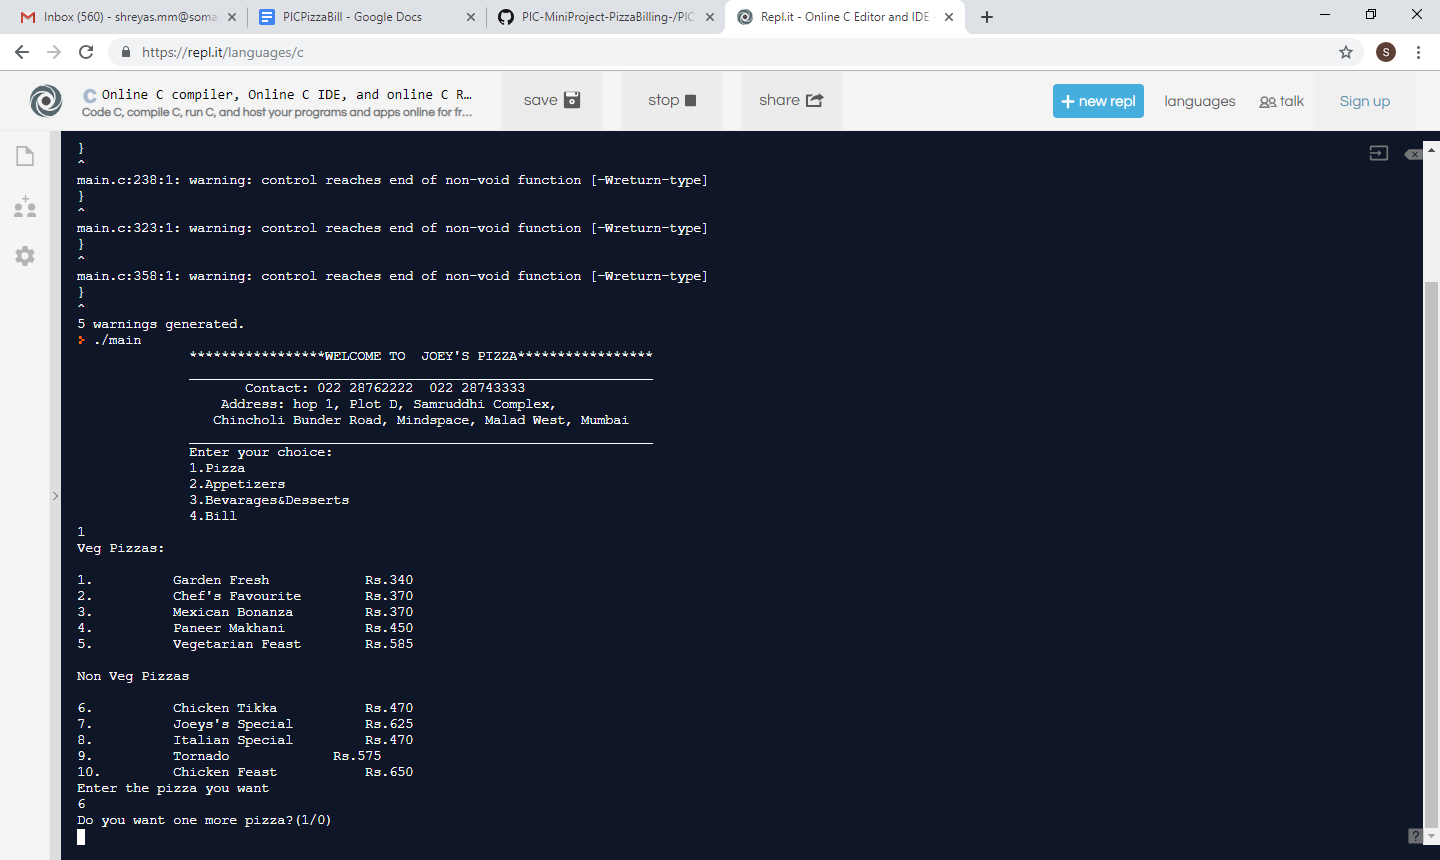 Inbox (560) - shreyas.mm@soma
PICPizzaBill - Google Docs
PIC-MiniProject-PizzaBilling-/PIC
Repl.it - Online C Editor and IDE
https://repl.it/languages/c
S
C Online C compiler, Online C IDE, and online C R…
Code C, compile C, run C, and host your programs and apps online for fr…
save
stop
share
+ new repl
languages
talk
Sign up
}
^
main.c:238:1: warning: control reaches end of non-void function [-Wreturn-type]
}
^
main.c:323:1: warning: control reaches end of non-void function [-Wreturn-type]
}
^
main.c:358:1: warning: control reaches end of non-void function [-Wreturn-type]
}
^
5 warnings generated.
> ./main
*****************WELCOME TO  JOEY'S PIZZA*****************
Contact: 022 28762222  022 28743333
Address: hop 1, Plot D, Samruddhi Complex,
Chincholi Bunder Road, Mindspace, Malad West, Mumbai
Enter your choice:
1.Pizza
2.Appetizers
3.Bevarages&Desserts
4.Bill
1
Veg Pizzas:
1. Garden Fresh Rs.340
2. Chef's Favourite Rs.370
3. Mexican Bonanza Rs.370
4. Paneer Makhani Rs.450
5. Vegetarian Feast Rs.585
Non Veg Pizzas
6. Chicken Tikka Rs.470
7. Joeys's Special Rs.625
8. Italian Special Rs.470
9. Tornado Rs.575
10. Chicken Feast Rs.650
Enter the pizza you want
6
Do you want one more pizza?(1/0)
?